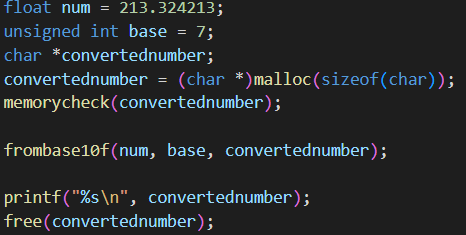 float num = 213.324213;
unsigned int base = 7;
char *convertednumber;
convertednumber = (char *)malloc(sizeof(char));
memorycheck(convertednumber);
frombase10f(num, base, convertednumber);
printf("%s\n", convertednumber);
free(convertednumber);